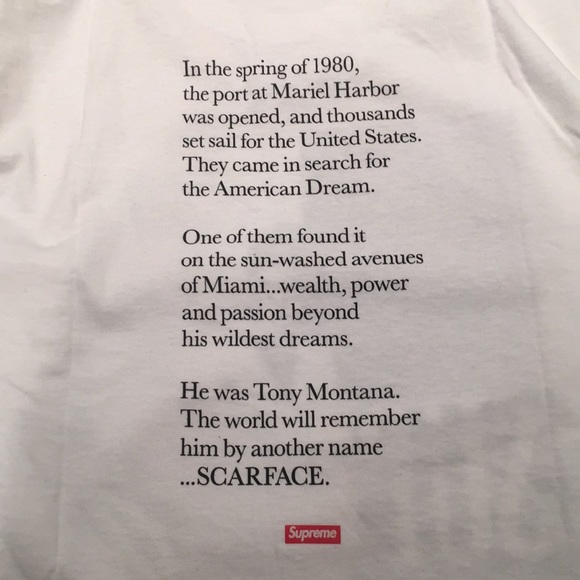 In the spring of 1980,
the port at Mariel Harbor
was opened, and thousands
set sail for the United States.
They came in search for
the American Dream.
One of them found it
on the sun-washed avenues
of Miami...wealth, power
and passion beyond
his wildest dreams.
He was Tony Montana.
The world will remember
him by another name
...SCARFACE.
Supreme